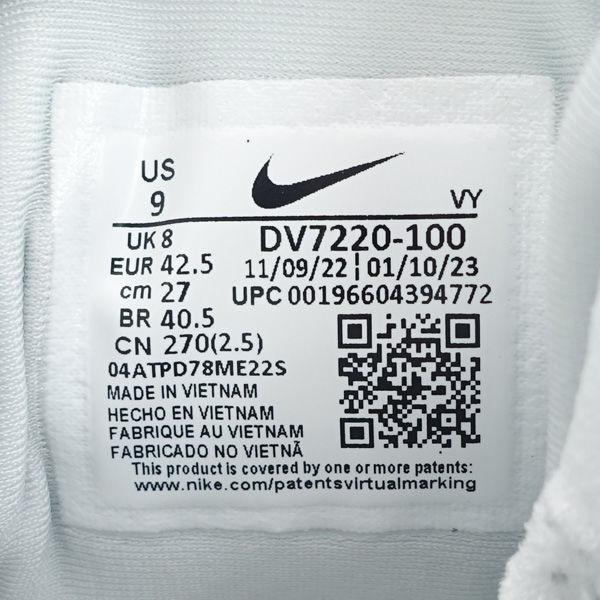 US
9
VY
UK 8
DV7220-100
EUR 42.5
11/09/22 ¦ 01/10/23
cm 27
UPC 00196604394772
BR 40.5
CN 270(2.5)
04ATPD78ME22S
MADE IN VIETNAM
HECHO EN VIETNAM
FABRIQUE AU VIETNAM
FABRICADO NO VIETNÃ
This product is covered by one or more patents:
www.nike.com/patentsvirtualmarking